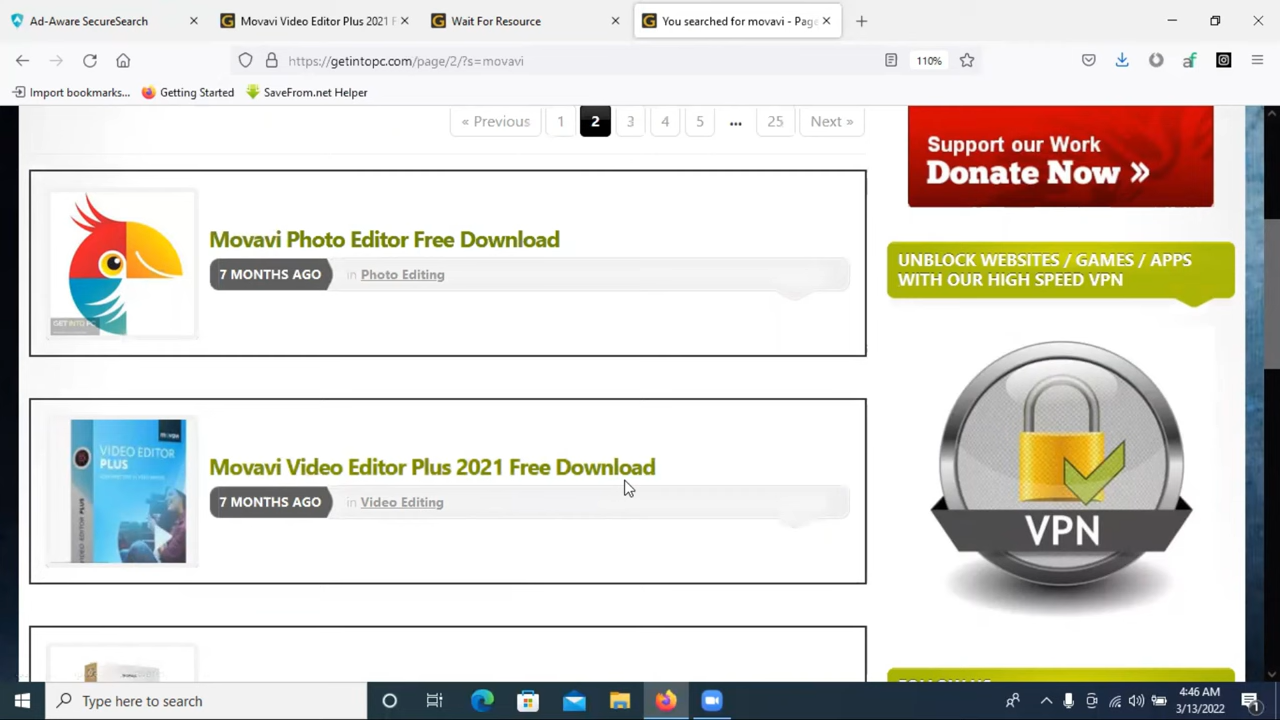 Ad-Aware SecureSearch
Movavi Video Editor Plus 2021 F
Wait For Resource
You searched for movavi - Page
https://getintopc.com/page/2/?s=movavi
110%
Import bookmarks...
Getting Started
SaveFrom.net Helper
« Previous
1
2
3
4
5
...
25
Next »
Support our Work
Donate Now »
Movavi Photo Editor Free Download
7 MONTHS AGO
in Photo Editing
GET INTO PC
UNBLOCK WEBSITES / GAMES / APPS
WITH OUR HIGH SPEED VPN
VIDEO EDITOR
PLUS
Movavi Video Editor Plus 2021 Free Download
7 MONTHS AGO
in Video Editing
VPN
Type here to search
4:46 AM
3/13/2022
1